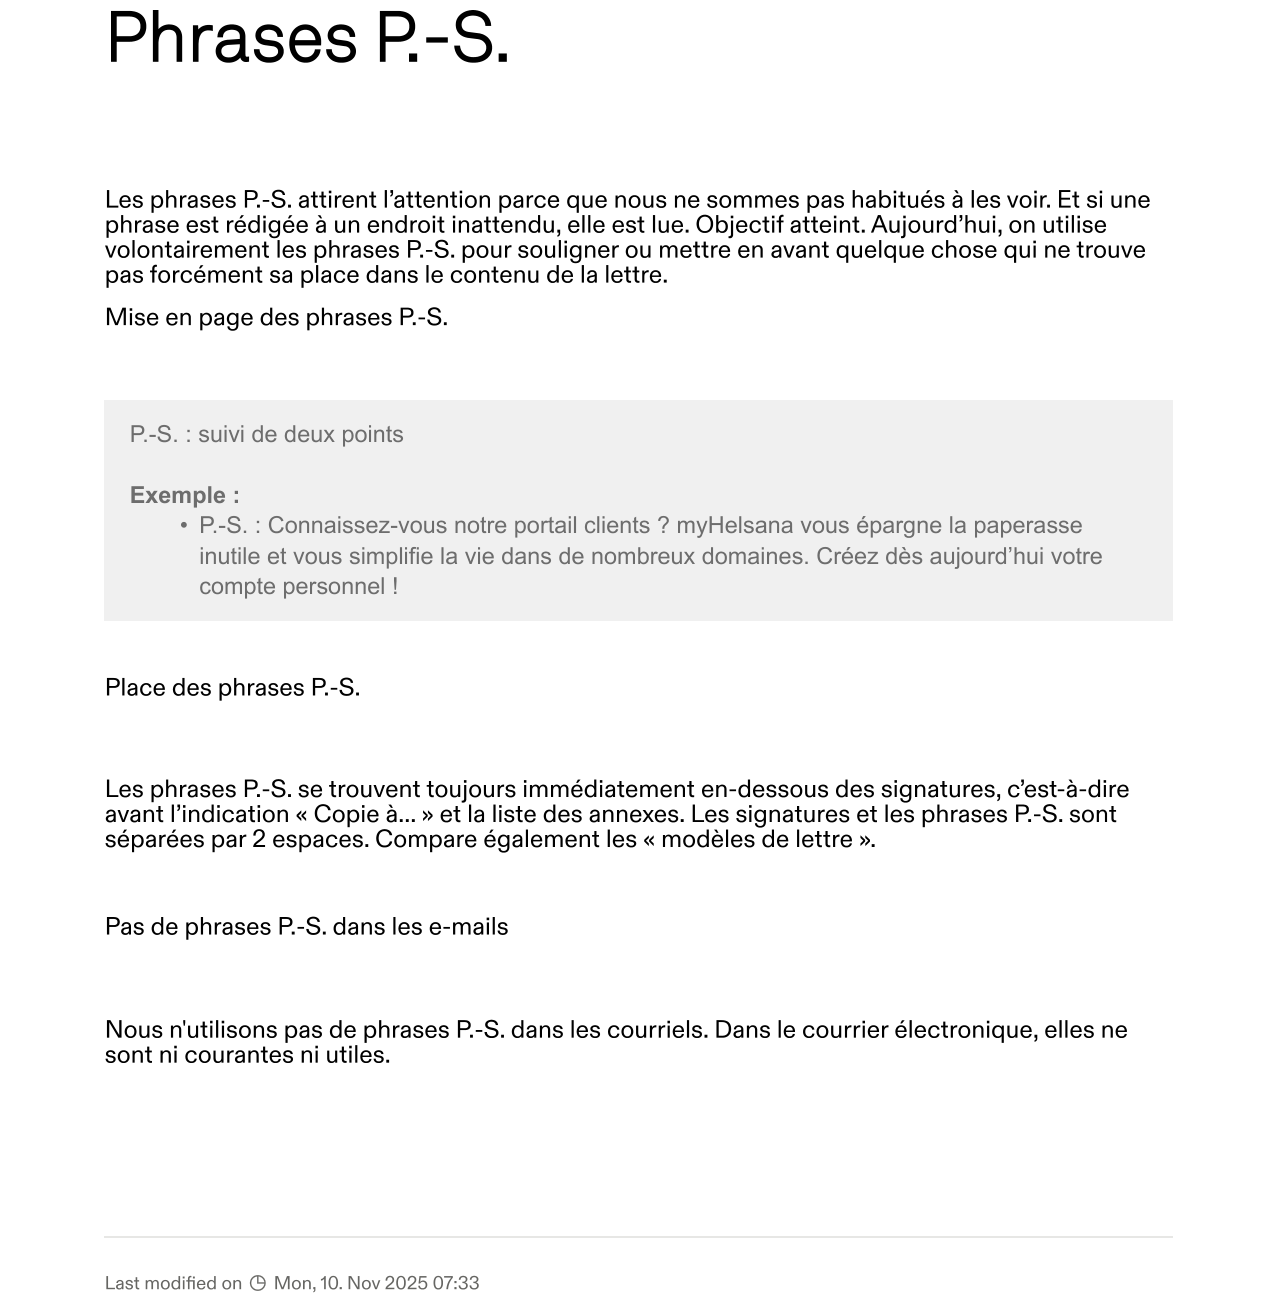 Phrases P.-S.
Les phrases P.-S. attirent l’attention parce que nous ne sommes pas habitués à les voir. Et si une
phrase est rédigée à un endroit inattendu, elle est lue. Objectif atteint. Aujourd’hui, on utilise
volontairement les phrases P.-S. pour souligner ou mettre en avant quelque chose qui ne trouve
pas forcément sa place dans le contenu de la lettre.
Mise en page des phrases P.-S.
P.-S. : suivi de deux points
Exemple :
• P.-S. : Connaissez-vous notre portail clients ? myHelsana vous épargne la paperasse
inutile et vous simplifie la vie dans de nombreux domaines. Créez dès aujourd’hui votre
compte personnel !
Place des phrases P.-S.
Les phrases P.-S. se trouvent toujours immédiatement en-dessous des signatures, c’est-à-dire
avant l’indication « Copie à… » et la liste des annexes. Les signatures et les phrases P.-S. sont
séparées par 2 espaces. Compare également les « modèles de lettre ».
Pas de phrases P.-S. dans les e-mails
Nous n'utilisons pas de phrases P.-S. dans les courriels. Dans le courrier électronique, elles ne
sont ni courantes ni utiles.
Last modified on Mon, 10. Nov 2025 07:33